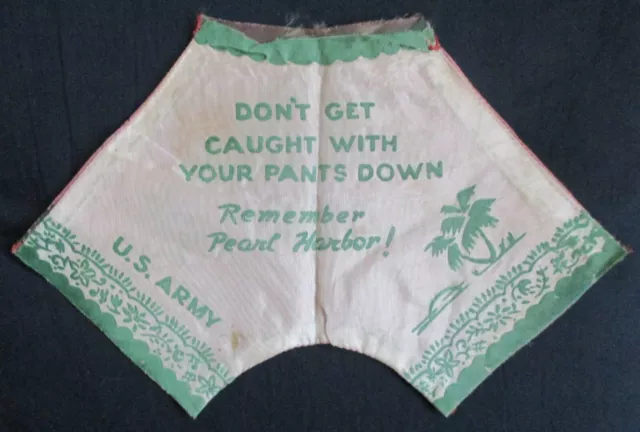 DON'T GET
CAUGHT WITH
YOUR PANTS DOWN
Remember
Pearl Harbor!
U.S. ARMY